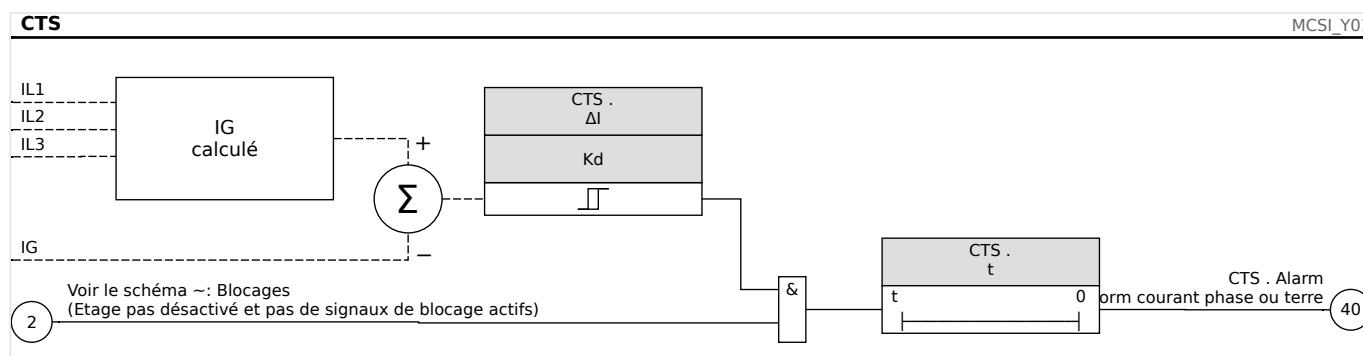 CTS
MCSI_Y0
IL1
IL2
IL3
IG
calculé
+
Σ
−
CTS .
ΔI
Kd
IG
CTS .
t
t 0
&
Voir le schéma ~: Blocages
(Etage pas désactivé et pas de signaux de blocage actifs)
2
CTS . Alarm
orm courant phase ou terre
40